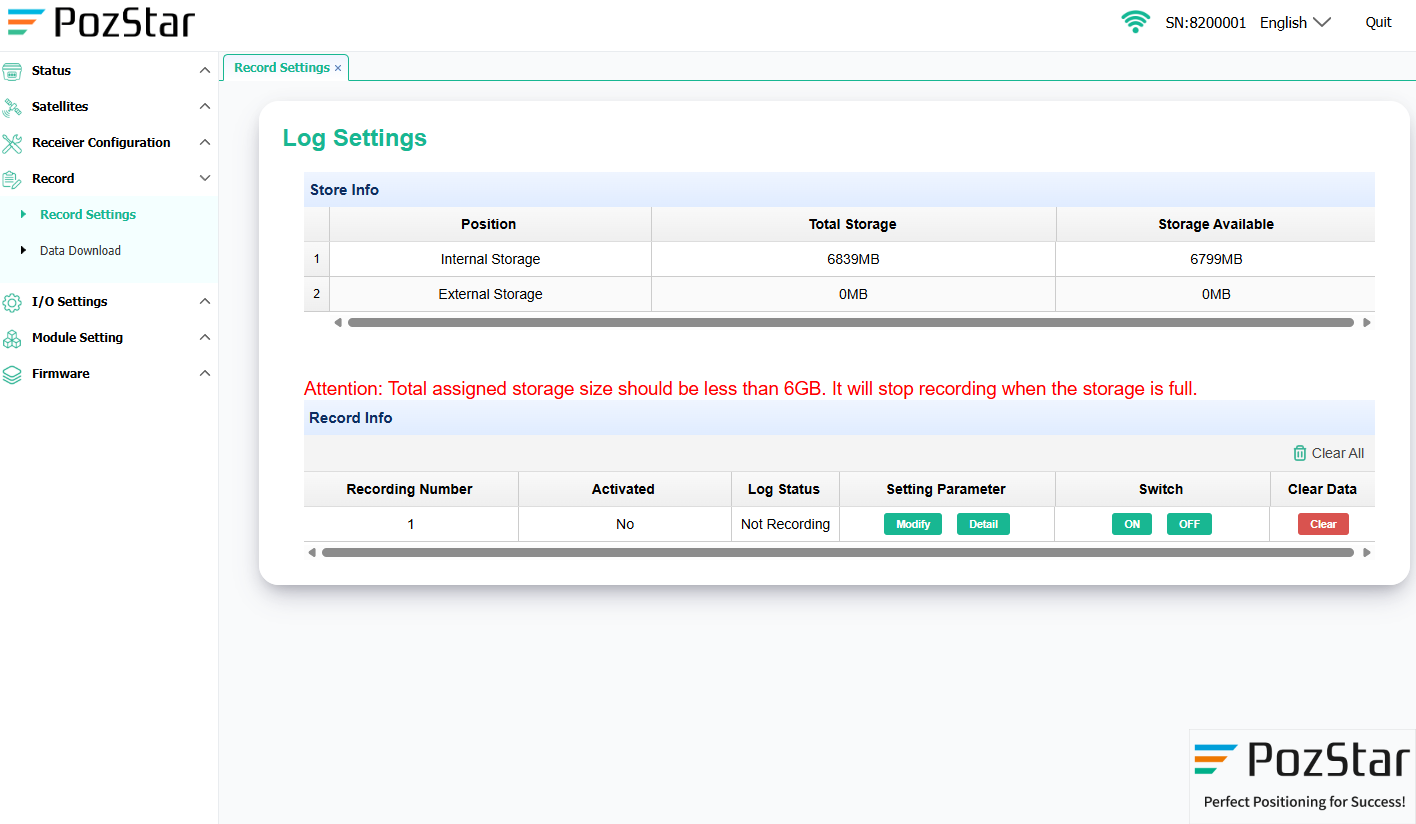 PozStar
SN:8200001 English Quit
Status
Satellites
Receiver Configuration
Record
Record Settings
Data Download
I/O Settings
Module Setting
Firmware
Record Settings ×
Log Settings
Store Info
Position Total Storage Storage Available
1 Internal Storage 6839MB 6799MB
2 External Storage 0MB 0MB
Attention: Total assigned storage size should be less than 6GB. It will stop recording when the storage is full.
Record Info
Clear All
Recording Number Activated Log Status Setting Parameter Switch Clear Data
1 No Not Recording Modify Detail ON OFF Clear
PozStar
Perfect Positioning for Success!